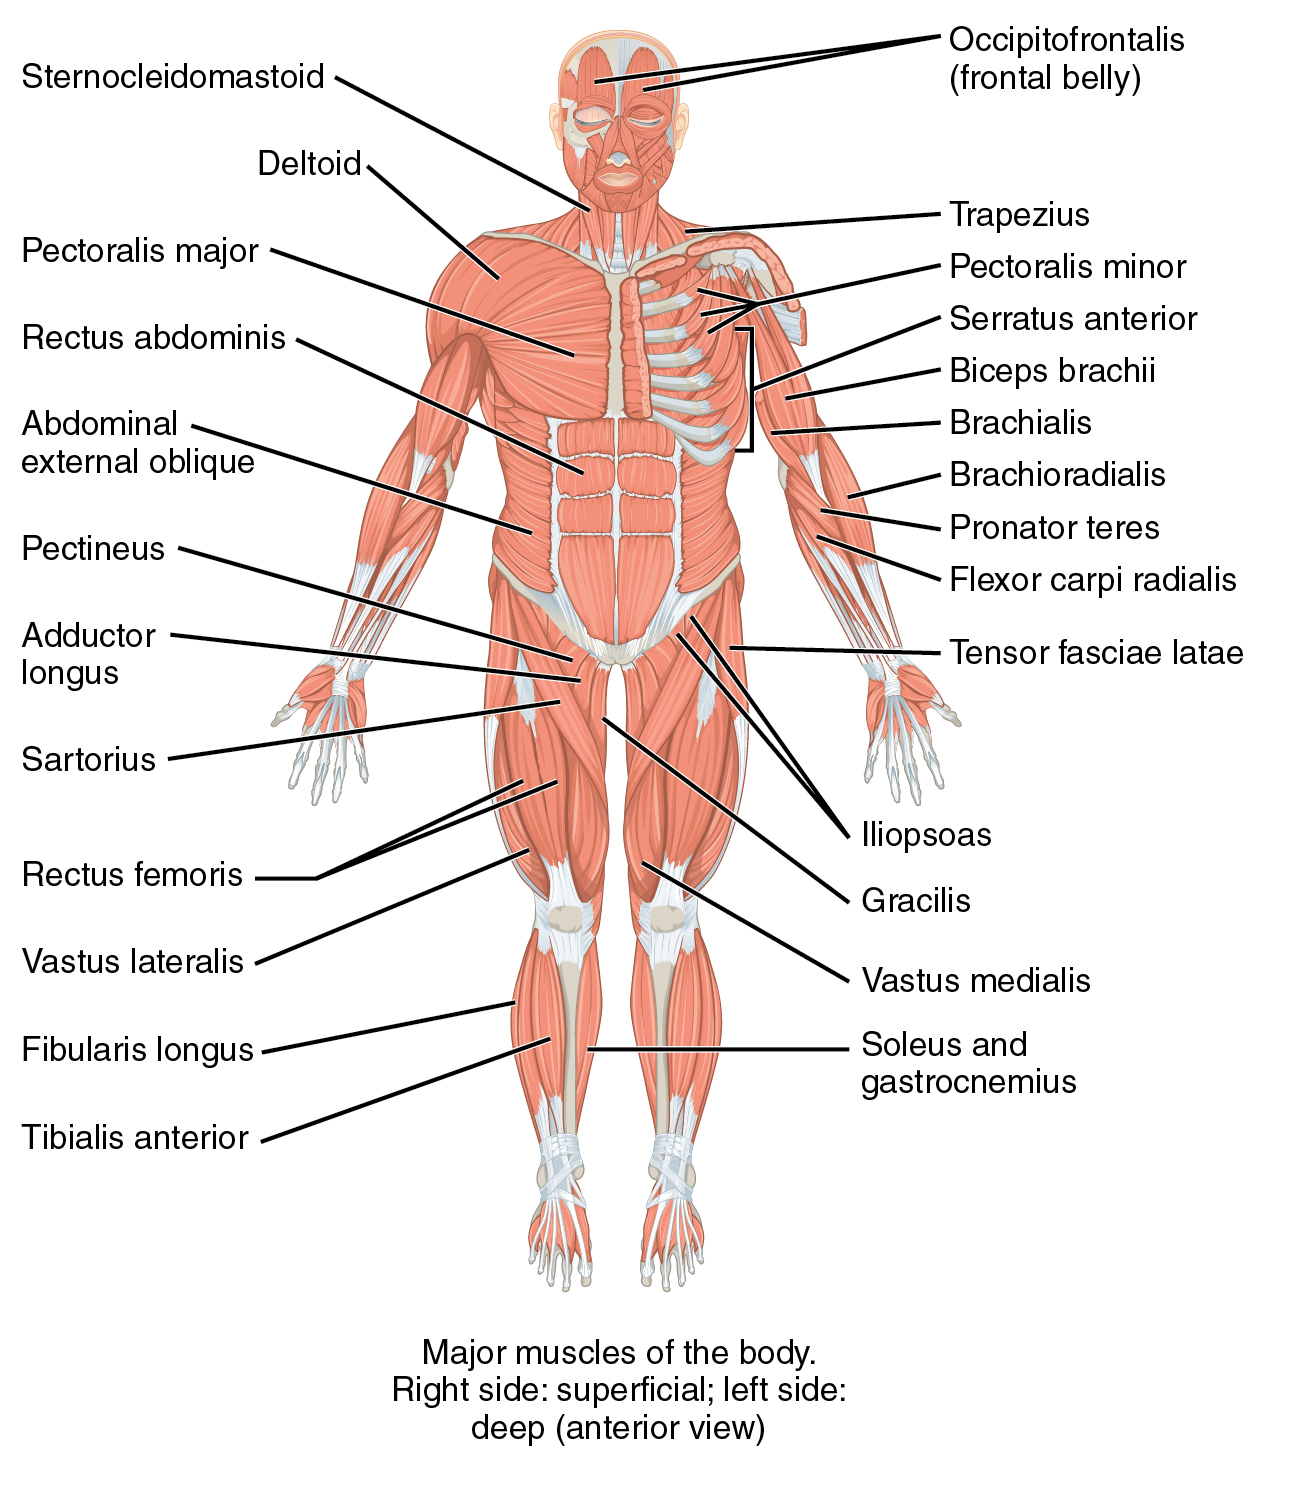 Sternocleidomastoid
Deltoid
Pectoralis major
Rectus abdominis
Abdominal
external oblique
Pectineus
Adductor
longus
Sartorius
Rectus femoris
Vastus lateralis
Fibularis longus
Tibialis anterior
Occipitofrontalis
(frontal belly)
Trapezius
Pectoralis minor
Serratus anterior
Biceps brachii
Brachialis
Brachioradialis
Pronator teres
Flexor carpi radialis
Tensor fasciae latae
Iliopsoas
Gracilis
Vastus medialis
Soleus and
gastrocnemius
Major muscles of the body.
Right side: superficial; left side:
deep (anterior view)